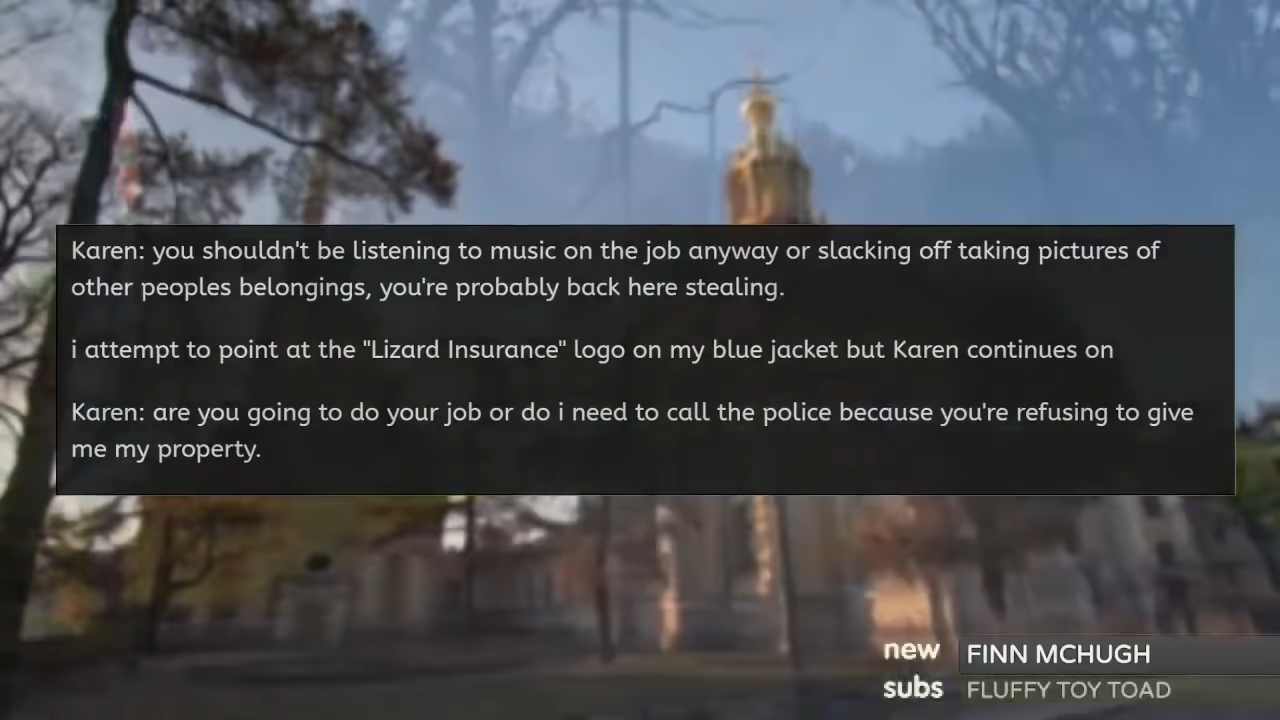 Karen: you shouldn't be listening to music on the job anyway or slacking off taking pictures of
other peoples belongings, you're probably back here stealing.
i attempt to point at the "Lizard Insurance" logo on my blue jacket but Karen continues on
Karen: are you going to do your job or do i need to call the police because you're refusing to give
me my property.
new
subs
FINN MCHUGH
FLUFFY TOY TOAD